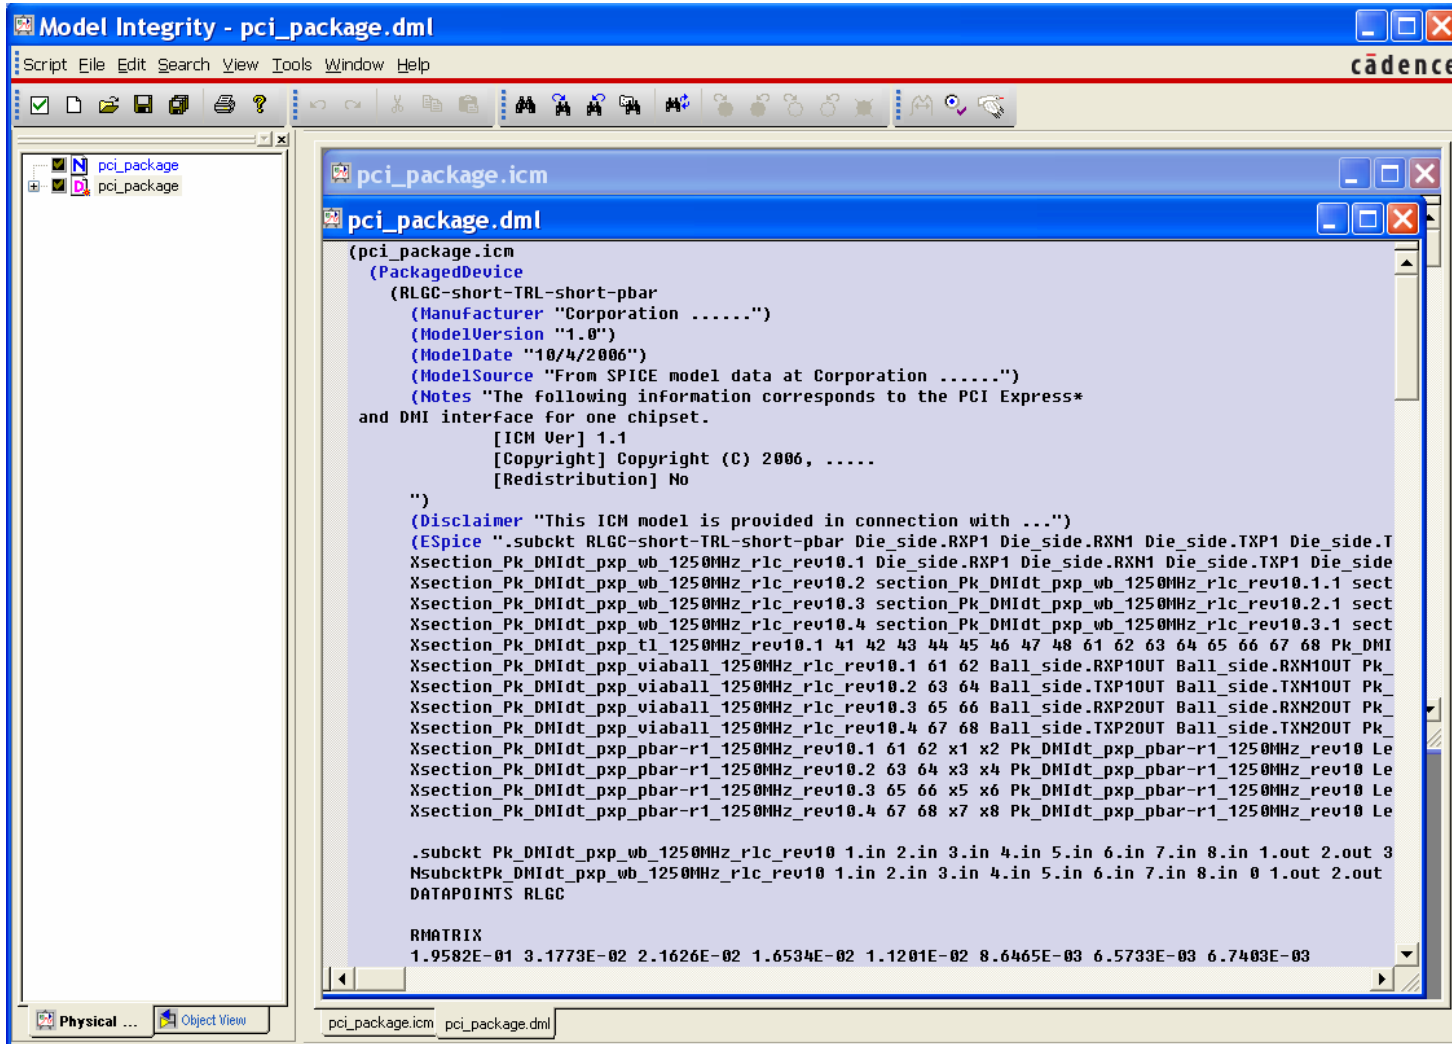 Model Integrity - pci_package.dml
Script File Edit Search View Tools Window Help
cādence
pci_package
pci_package
pci_package.icm
pci_package.dml
(pci_package.icm
(PackagedDevice
(RLGC-short-TRL-short-pbar
(Manufacturer "Corporation ......")
(ModelVersion "1.0")
(ModelDate "10/4/2006")
(ModelSource "From SPICE model data at Corporation ......")
(Notes "The following information corresponds to the PCI Express*
and DMI interface for one chipset.
[ICM Ver] 1.1
[Copyright] Copyright (C) 2006, .....
[Redistribution] No
")
(Disclaimer "This ICM model is provided in connection with ...")
(ESpice ".subckt RLGC-short-TRL-short-pbar Die_side.RXP1 Die_side.RXN1 Die_side.TXP1 Die_side.T
Xsection_Pk_DMIdt_pxp_wb_1250MHz_rlc_rev10.1 Die_side.RXP1 Die_side.RXN1 Die_side.TXP1 Die_side
Xsection_Pk_DMIdt_pxp_wb_1250MHz_rlc_rev10.2 section_Pk_DMIdt_pxp_wb_1250MHz_rlc_rev10.1.1 sect
Xsection_Pk_DMIdt_pxp_wb_1250MHz_rlc_rev10.3 section_Pk_DMIdt_pxp_wb_1250MHz_rlc_rev10.2.1 sect
Xsection_Pk_DMIdt_pxp_wb_1250MHz_rlc_rev10.4 section_Pk_DMIdt_pxp_wb_1250MHz_rlc_rev10.3.1 sect
Xsection_Pk_DMIdt_pxp_tl_1250MHz_rev10.1 41 42 43 44 45 46 47 48 61 62 63 64 65 66 67 68 Pk_DMI
Xsection_Pk_DMIdt_pxp_viaball_1250MHz_rlc_rev10.1 61 62 Ball_side.RXP1OUT Ball_side.RXN1OUT Pk_
Xsection_Pk_DMIdt_pxp_viaball_1250MHz_rlc_rev10.2 63 64 Ball_side.TXP1OUT Ball_side.TXN1OUT Pk_
Xsection_Pk_DMIdt_pxp_viaball_1250MHz_rlc_rev10.3 65 66 Ball_side.RXP2OUT Ball_side.RXN2OUT Pk_
Xsection_Pk_DMIdt_pxp_viaball_1250MHz_rlc_rev10.4 67 68 Ball_side.TXP2OUT Ball_side.TXN2OUT Pk_
Xsection_Pk_DMIdt_pxp_pbar-r1_1250MHz_rev10.1 61 62 x1 x2 Pk_DMIdt_pxp_pbar-r1_1250MHz_rev10 Le
Xsection_Pk_DMIdt_pxp_pbar-r1_1250MHz_rev10.2 63 64 x3 x4 Pk_DMIdt_pxp_pbar-r1_1250MHz_rev10 Le
Xsection_Pk_DMIdt_pxp_pbar-r1_1250MHz_rev10.3 65 66 x5 x6 Pk_DMIdt_pxp_pbar-r1_1250MHz_rev10 Le
Xsection_Pk_DMIdt_pxp_pbar-r1_1250MHz_rev10.4 67 68 x7 x8 Pk_DMIdt_pxp_pbar-r1_1250MHz_rev10 Le
.subckt Pk_DMIdt_pxp_wb_1250MHz_rlc_rev10 1.in 2.in 3.in 4.in 5.in 6.in 7.in 8.in 1.out 2.out 3
NsubcktPk_DMIdt_pxp_wb_1250MHz_rlc_rev10 1.in 2.in 3.in 4.in 5.in 6.in 7.in 8.in 0 1.out 2.out
DATAPOINTS RLGC
RMATRIX
1.9582E-01 3.1773E-02 2.1626E-02 1.6534E-02 1.1201E-02 8.6465E-03 6.5733E-03 6.7403E-03
Physical ... Object View
pci_package.icm pci_package.dml